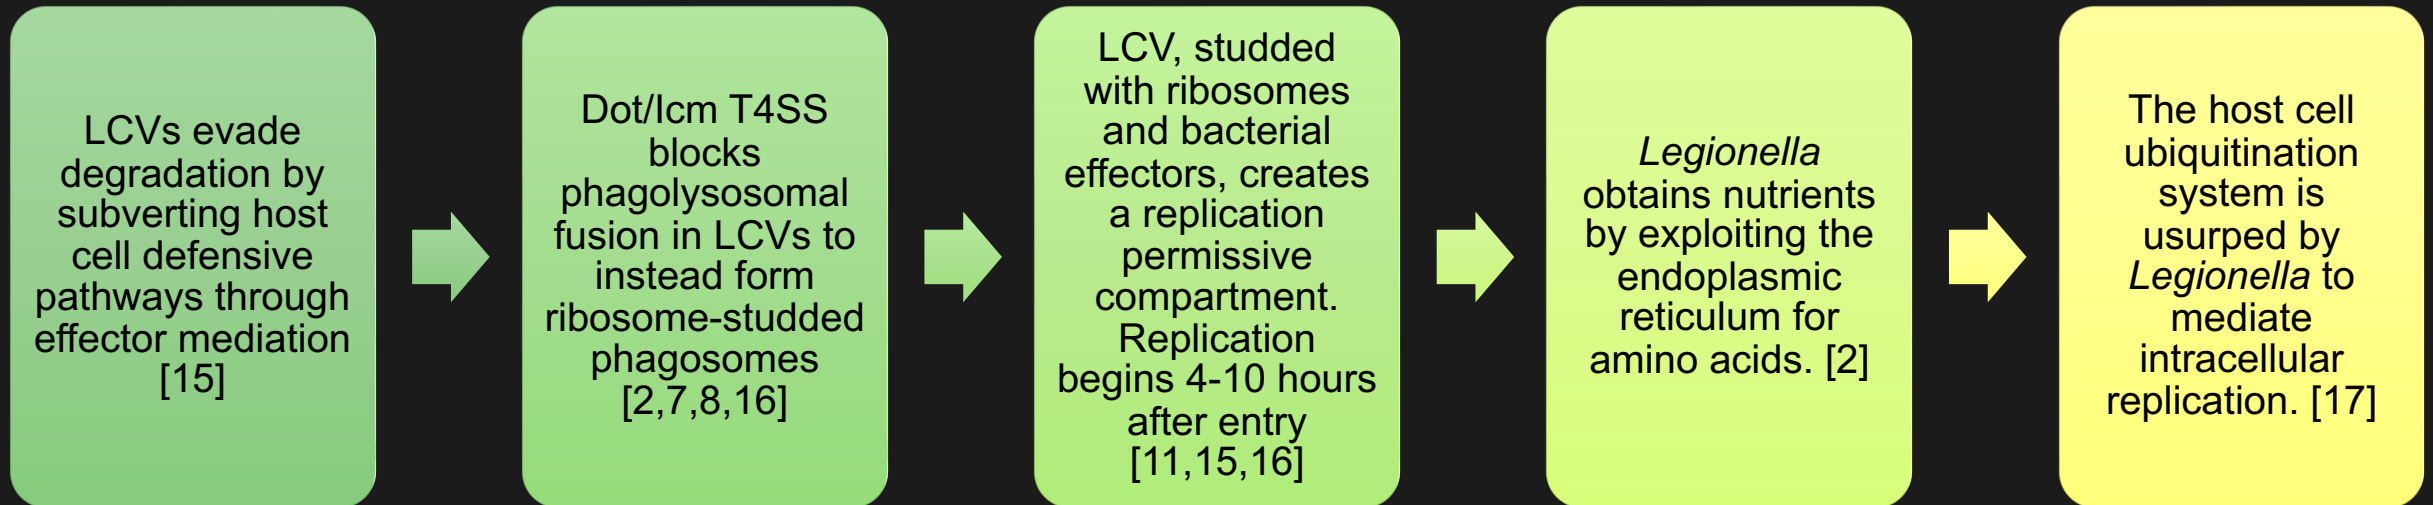 LCVs evade
degradation by
subverting host
cell defensive
pathways through
effector mediation
[15]
Dot/Icm T4SS
blocks
phagolysosomal
fusion in LCVs to
instead form
ribosome-studded
phagosomes
[2,7,8,16]
LCV, studded
with ribosomes
and bacterial
effectors, creates
a replication
permissive
compartment.
Replication
begins 4-10 hours
after entry
[11,15,16]
Legionella
obtains nutrients
by exploiting the
endoplasmic
reticulum for
amino acids. [2]
The host cell
ubiquitination
system is
usurped by
Legionella to
mediate
intracellular
replication. [17]